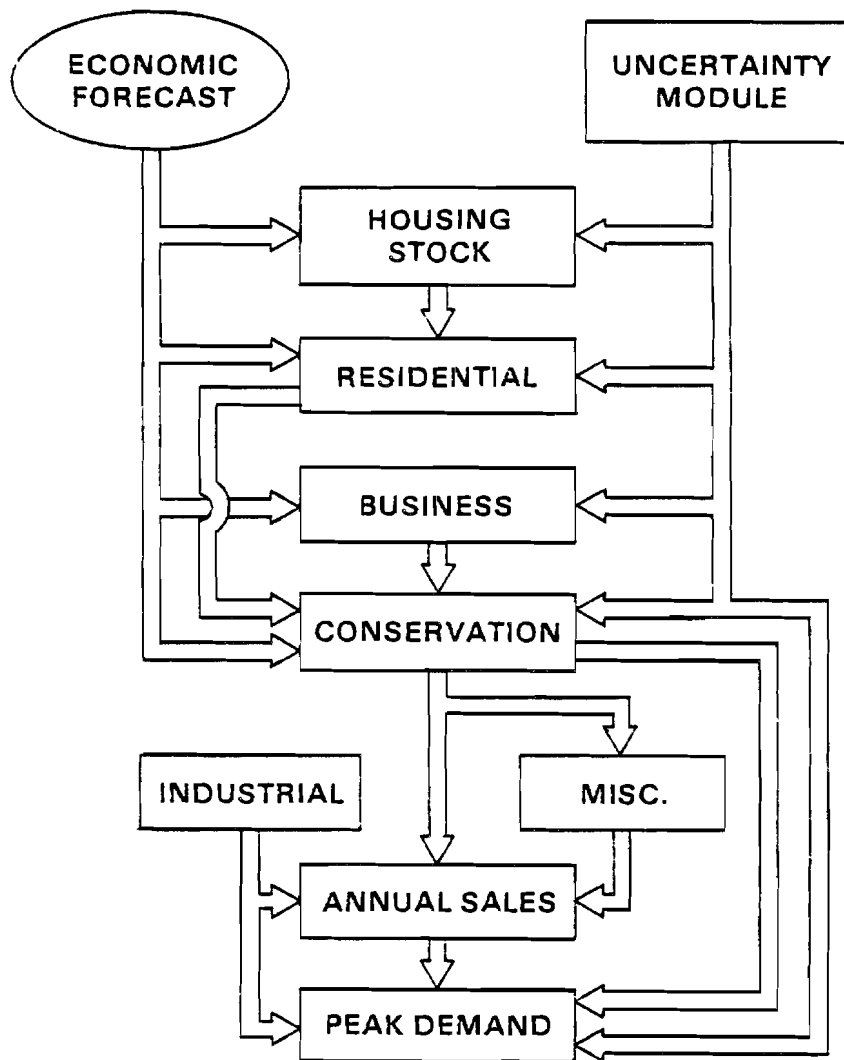 ECONOMIC
FORECAST
UNCERTAINTY
MODULE
HOUSING
STOCK
RESIDENTIAL
BUSINESS
CONSERVATION
INDUSTRIAL
MISC.
ANNUAL SALES
PEAK DEMAND